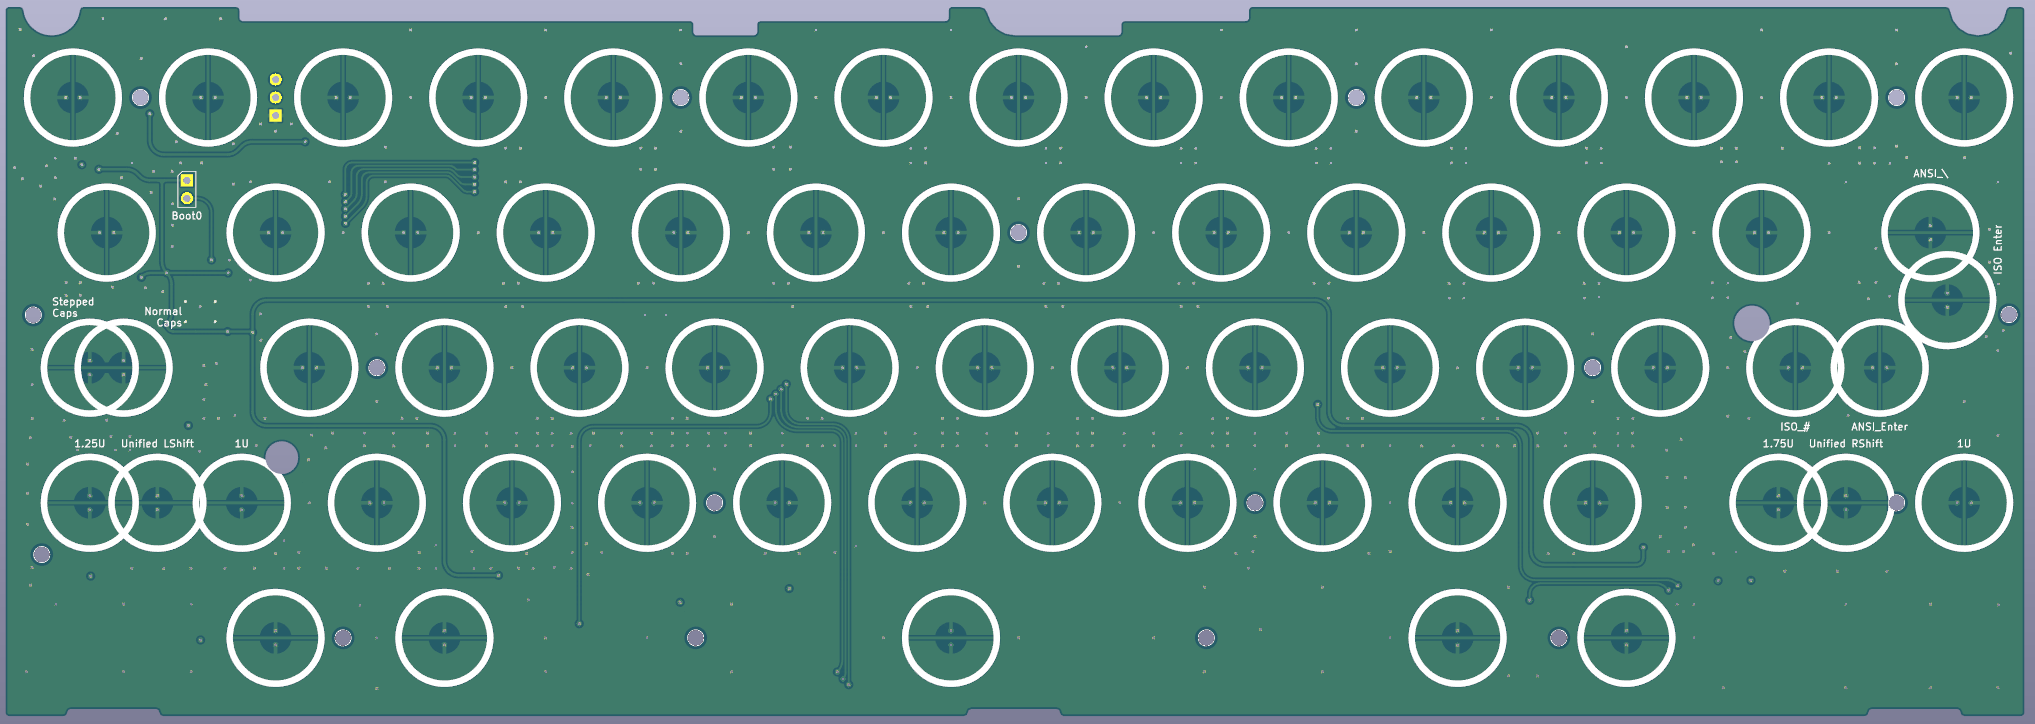 ANSI_\
Boot0
ISO Enter
Stepped
Caps
Normal
Caps
ISO_#
ANSI_Enter
1.25U
Unified LShift
1U
1.75U
Unified RShift
1U